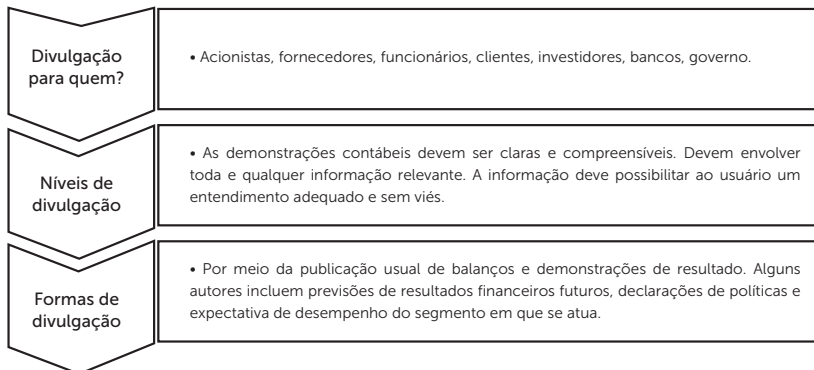 Divulgação
para quem?
• Acionistas, fornecedores, funcionários, clientes, investidores, bancos, governo.
Níveis de
divulgação
• As demonstrações contábeis devem ser claras e compreensíveis. Devem envolver
toda e qualquer informação relevante. A informação deve possibilitar ao usuário um
entendimento adequado e sem viés.
Formas de
divulgação
• Por meio da publicação usual de balanços e demonstrações de resultado. Alguns
autores incluem previsões de resultados financeiros futuros, declarações de políticas e
expectativa de desempenho do segmento em que se atua.